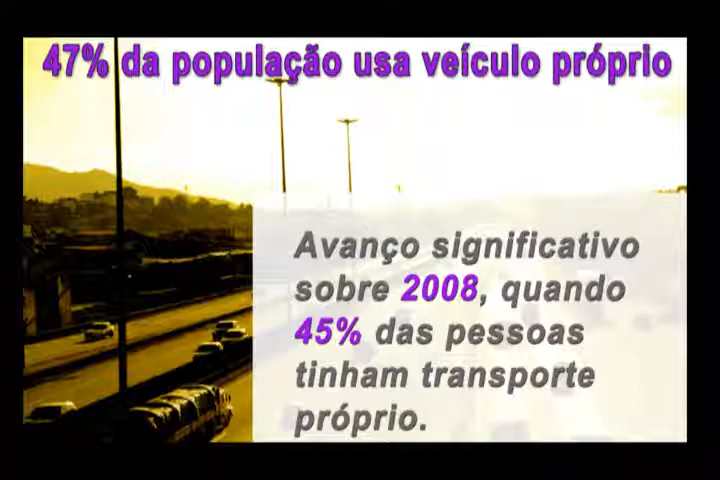 47% da população usa veículo próprio
Avanço significativo
sobre 2008, quando
45% das pessoas
tinham transporte
próprio.